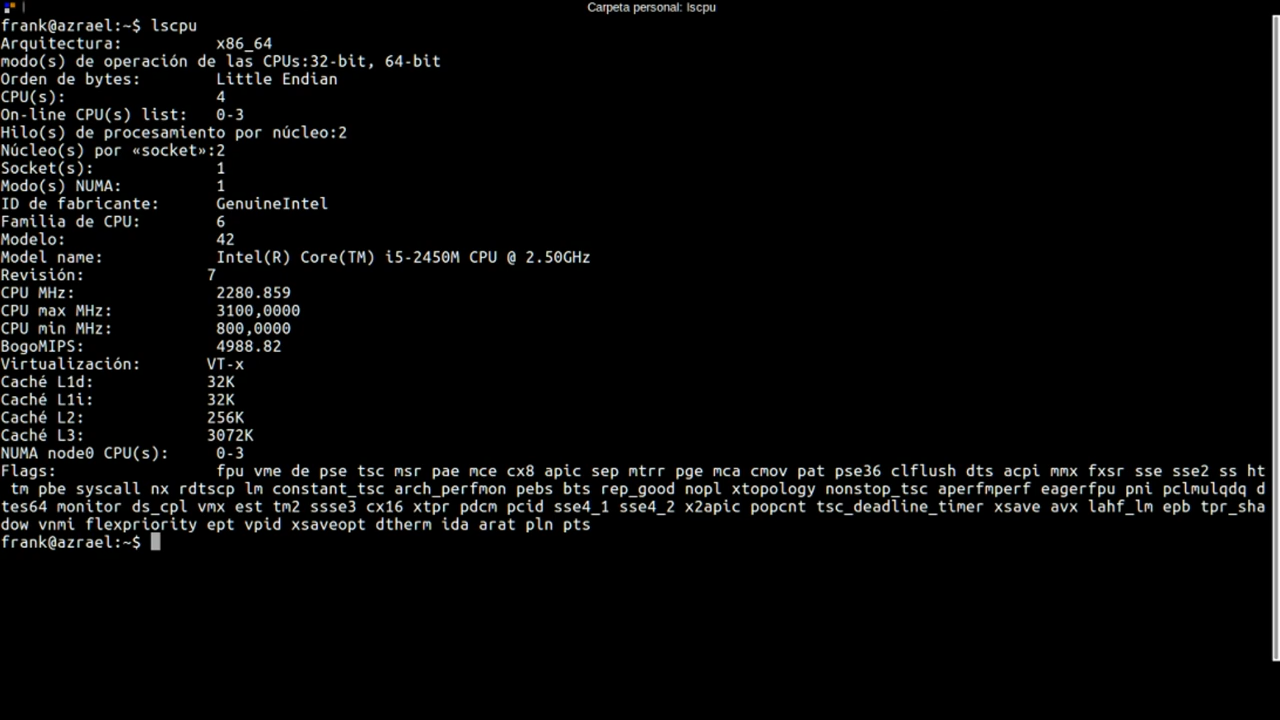 Carpeta personal: lscpu
frank@azrael:~$ lscpu
Arquitectura:          x86_64
modo(s) de operación de las CPUs:32-bit, 64-bit
Orden de bytes:        Little Endian
CPU(s):                4
On-line CPU(s) list:   0-3
Hilo(s) de procesamiento por núcleo:2
Núcleo(s) por «socket»:2
Socket(s):             1
Modo(s) NUMA:          1
ID de fabricante:      GenuineIntel
Familia de CPU:        6
Modelo:                42
Model name:            Intel(R) Core(TM) i5-2450M CPU @ 2.50GHz
Revisión:             7
CPU MHz:               2280.859
CPU max MHz:           3100,0000
CPU min MHz:           800,0000
BogoMIPS:              4988.82
Virtualización:       VT-x
Caché L1d:            32K
Caché L1i:            32K
Caché L2:             256K
Caché L3:             3072K
NUMA node0 CPU(s):     0-3
Flags:                 fpu vme de pse tsc msr pae mce cx8 apic sep mtrr pge mca cmov pat pse36 clflush dts acpi mmx fxsr sse sse2 ss ht
 tm pbe syscall nx rdtscp lm constant_tsc arch_perfmon pebs bts rep_good nopl xtopology nonstop_tsc aperfmperf eagerfpu pni pclmulqdq d
tes64 monitor ds_cpl vmx est tm2 ssse3 cx16 xtpr pdcm pcid sse4_1 sse4_2 x2apic popcnt tsc_deadline_timer xsave avx lahf_lm epb tpr_sha
dow vnmi flexpriority ept vpid xsaveopt dtherm ida arat pln pts
frank@azrael:~$